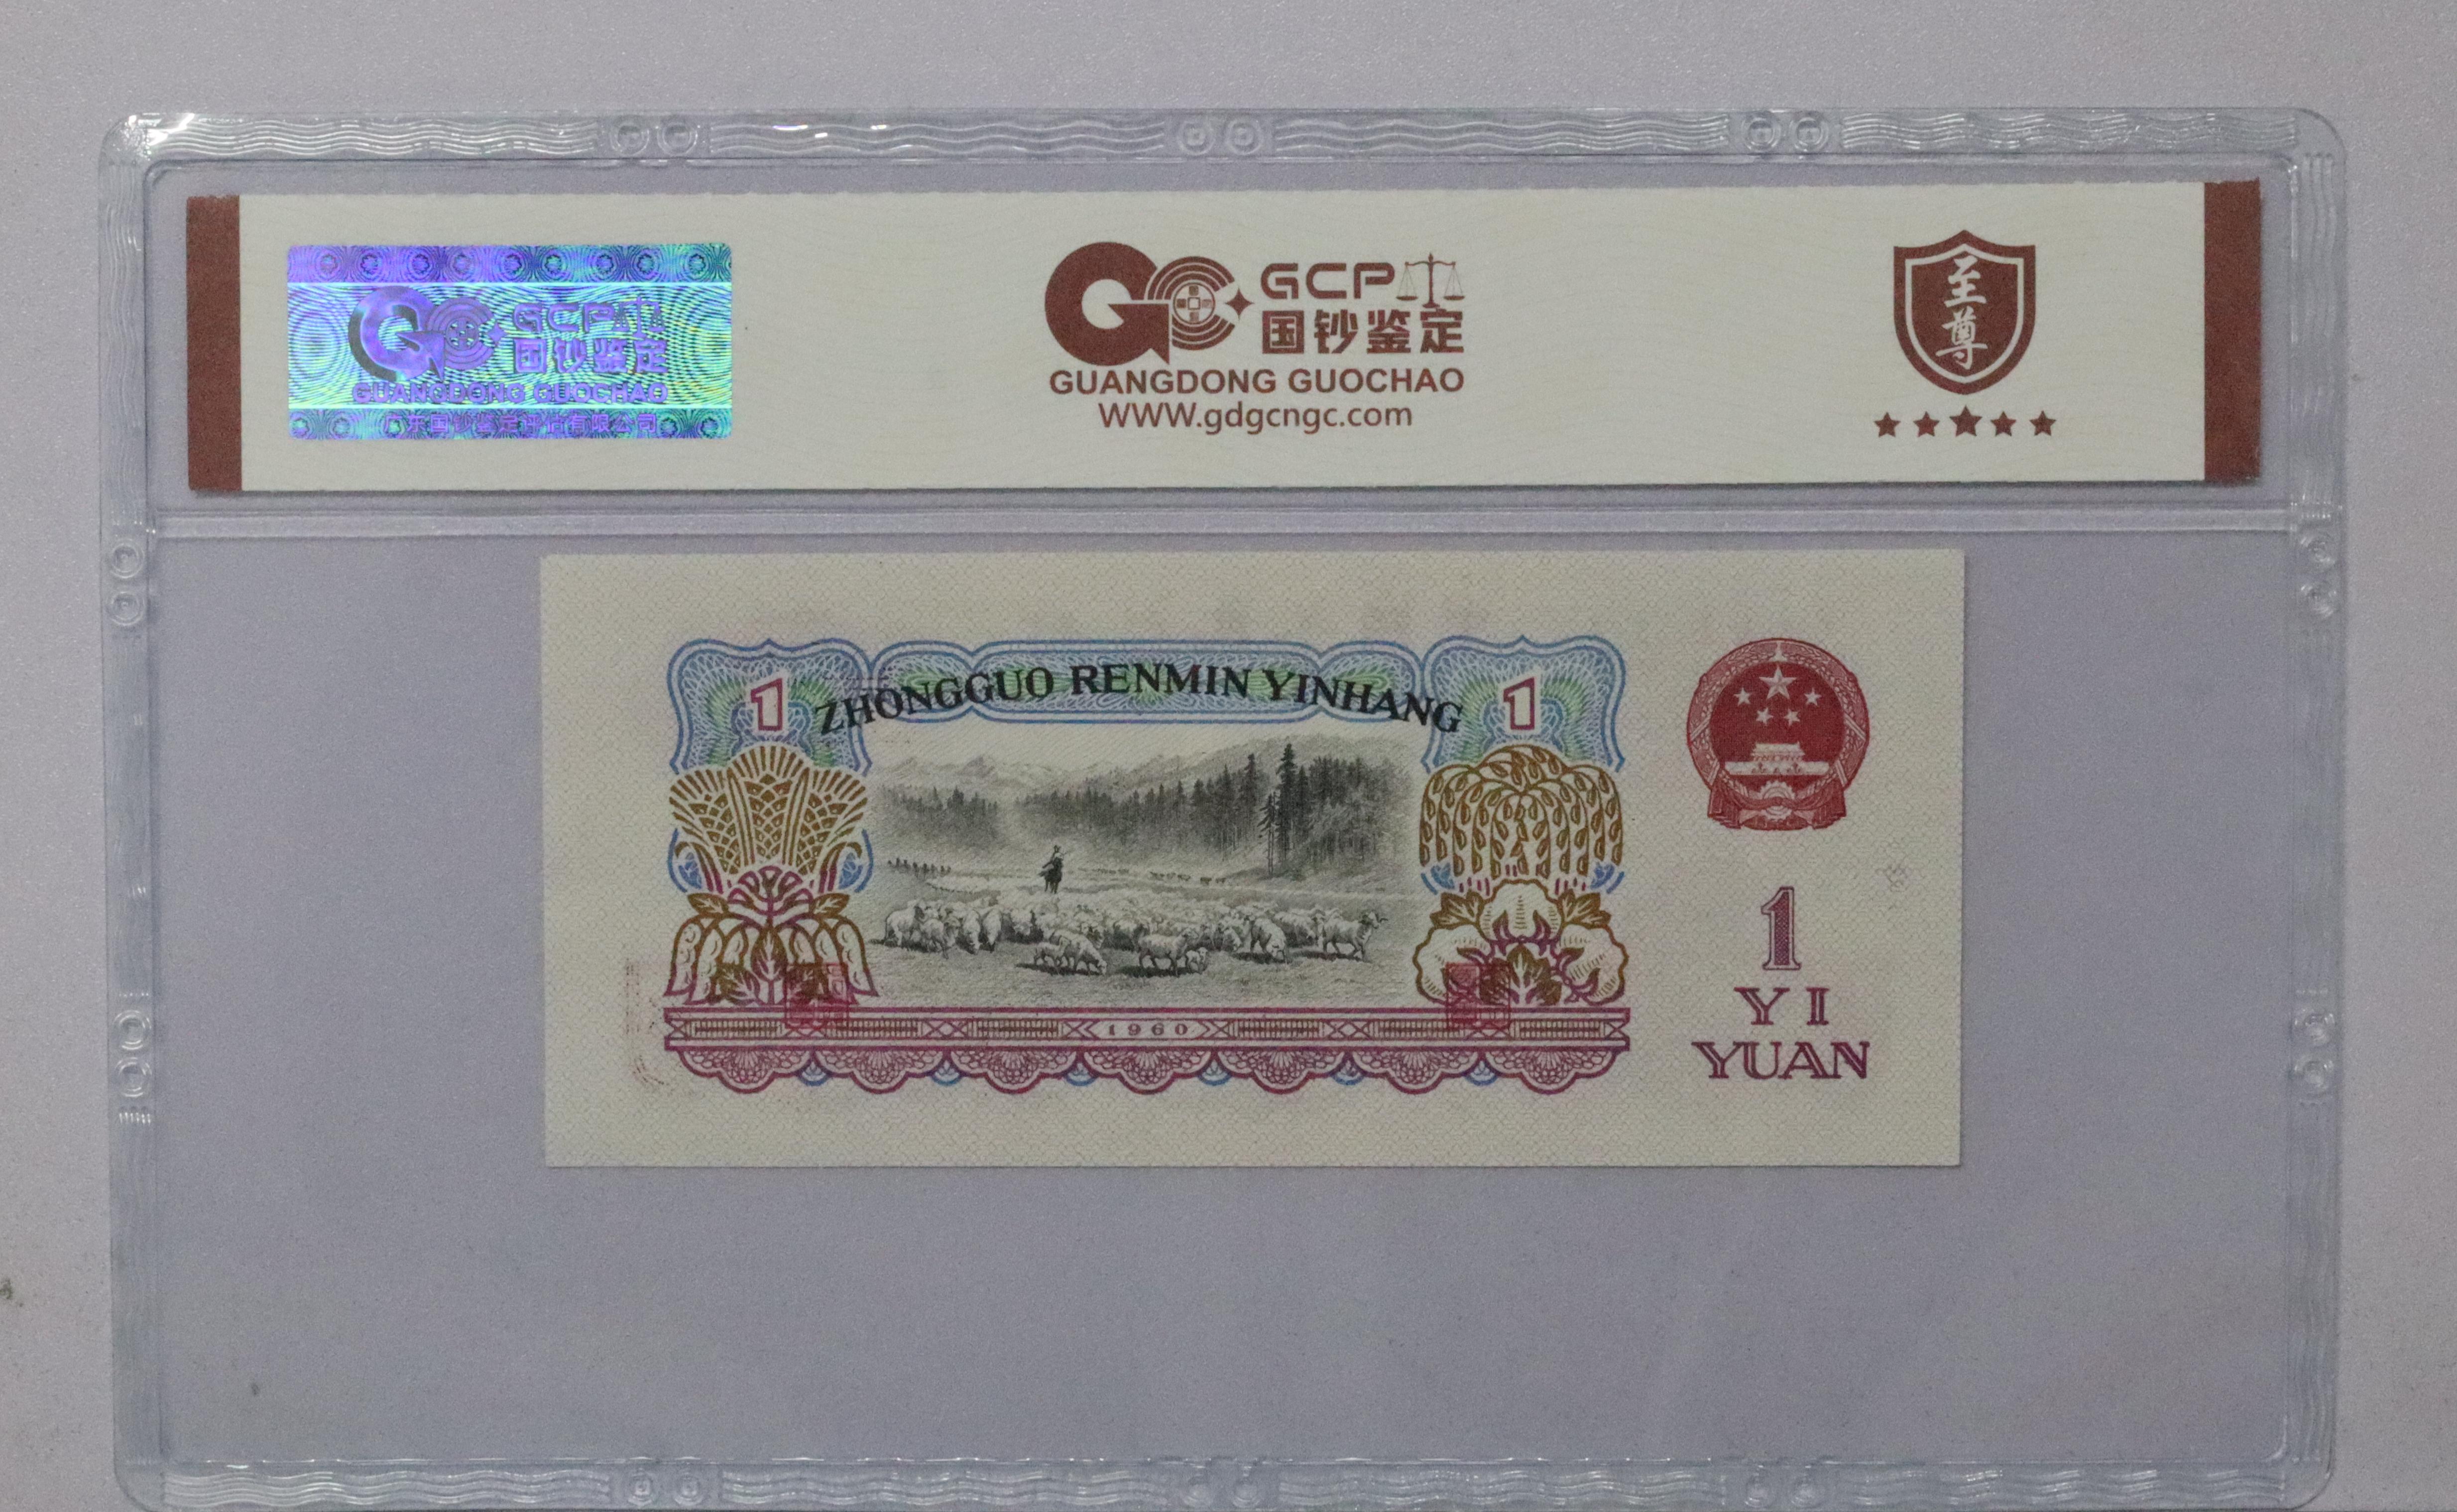 GCP
国钞鉴定
GUANGDONG GUOCHAO
广东国钞鉴定评估有限公司
GCP
国钞鉴定
GUANGDONG GUOCHAO
WWW.gdgcngc.com
至尊
1
ZHONGGUO RENMIN YINHANG
1
1960
1
YI
YUAN